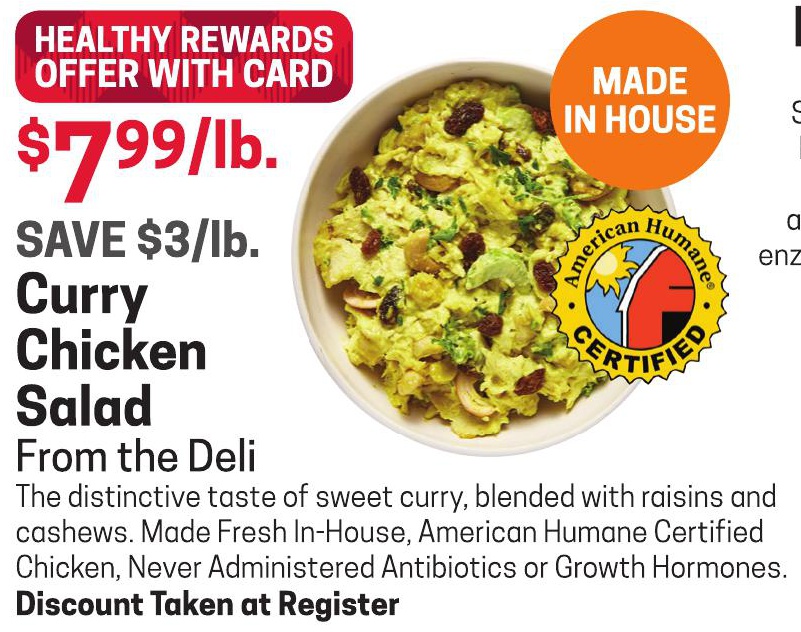 HEALTHY REWARDS
OFFER WITH CARD
$7.99/lb.
SAVE $3/lb.
Curry
Chicken
Salad
From the Deli
MADE
IN HOUSE
American Humane®
CERTIFIED
The distinctive taste of sweet curry, blended with raisins and
cashews. Made Fresh In-House, American Humane Certified
Chicken, Never Administered Antibiotics or Growth Hormones.
Discount Taken at Register
enz